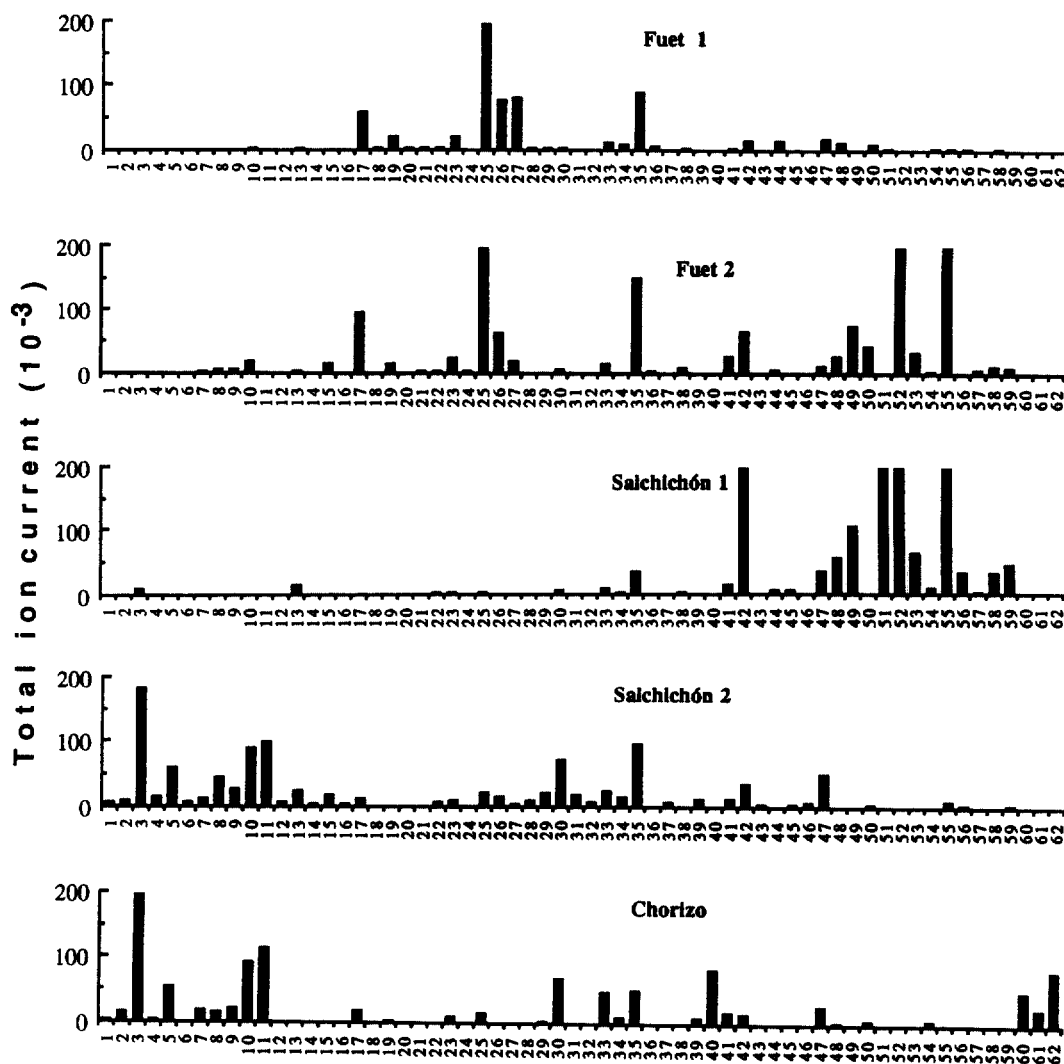 Total ion current (10-3)
200
Fuet 1
100
0
1 2 3 4 5 6 7 8 9 10 11 12 13 14 15 16 17 18 19 20 21 22 23 24 25 26 27 28 29 30 31 32 33 34 35 36 37 38 39 40 41 42 43 44 45 46 47 48 49 50 51 52 53 54 55 56 57 58 59 60 61 62
200
Fuet 2
100
0
1 2 3 4 5 6 7 8 9 10 11 12 13 14 15 16 17 18 19 20 21 22 23 24 25 26 27 28 29 30 31 32 33 34 35 36 37 38 39 40 41 42 43 44 45 46 47 48 49 50 51 52 53 54 55 56 57 58 59 60 61 62
200
Salchichón 1
100
0
1 2 3 4 5 6 7 8 9 10 11 12 13 14 15 16 17 18 19 20 21 22 23 24 25 26 27 28 29 30 31 32 33 34 35 36 37 38 39 40 41 42 43 44 45 46 47 48 49 50 51 52 53 54 55 56 57 58 59 60 61 62
200
Salchichón 2
100
0
1 2 3 4 5 6 7 8 9 10 11 12 13 14 15 16 17 18 19 20 21 22 23 24 25 26 27 28 29 30 31 32 33 34 35 36 37 38 39 40 41 42 43 44 45 46 47 48 49 50 51 52 53 54 55 56 57 58 59 60 61 62
200
Chorizo
100
0
1 2 3 4 5 6 7 8 9 10 11 12 13 14 15 16 17 18 19 20 21 22 23 24 25 26 27 28 29 30 31 32 33 34 35 36 37 38 39 40 41 42 43 44 45 46 47 48 49 50 51 52 53 54 55 56 57 58 59 60 61 62